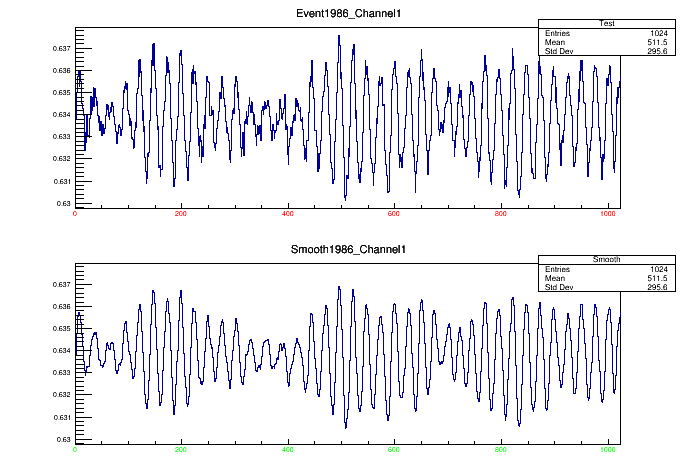 Event1986_Channel1
Test
Entries 1024
Mean 511.5
Std Dev 295.6
0.637
0.636
0.635
0.634
0.633
0.632
0.631
0.63
0 200 400 600 800 1000
Smooth1986_Channel1
Smooth
Entries 1024
Mean 511.5
Std Dev 295.6
0.637
0.636
0.635
0.634
0.633
0.632
0.631
0.63
0 200 400 600 800 1000